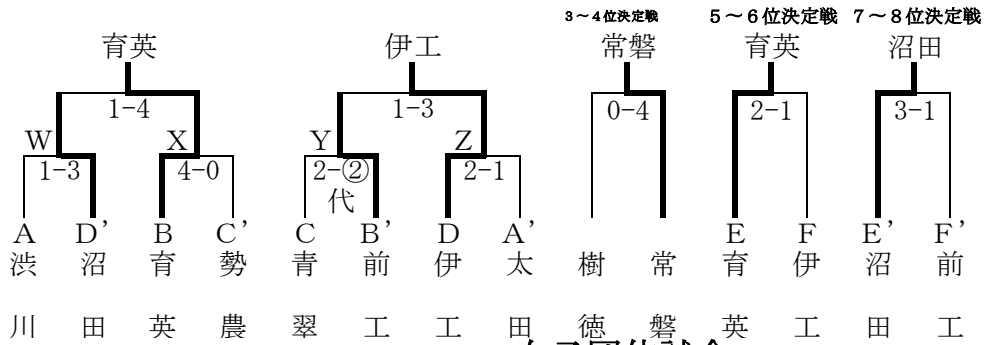 3～4位決定戦 5～6位決定戦 7～8位決定戦
育英 伊工 常磐 育英 沼田
1-4 1-3 0-4 2-1 3-1
W X Y Z
1-3 4-0 2-② 2-1
代
A D' B C' C B' D A' E F E' F'
渋 沼 育 勢 青 前 伊 太 樹 常 育 伊 沼 前
川 田 英 農 翠 工 工 田 徳 磐 英 工 田 工